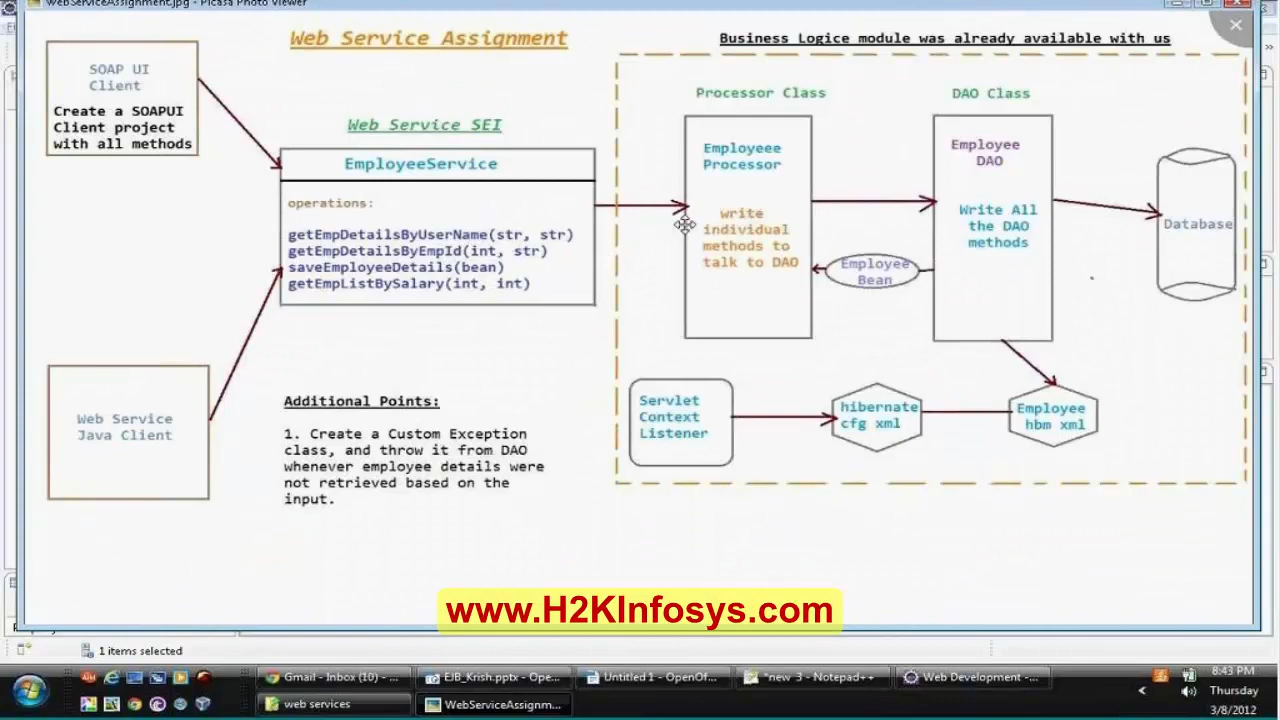 WebServiceAssignment.jpg - Picasa Photo Viewer
Web Service Assignment
Business Logice module was already available with us
SOAP UI
Client
Create a SOAPUI
Client project
with all methods
Web Service SEI
EmployeeService
operations:
getEmpDetailsByUserName(str, str)
getEmpDetailsByEmpId(int, str)
saveEmployeeDetails(bean)
getEmpListBySalary(int, int)
Processor Class
Employeee
Processor
write
individual
methods to
talk to DAO
DAO Class
Employee
DAO
Write All
the DAO
methods
Employee
Bean
Database
Web Service
Java Client
Additional Points:
1. Create a Custom Exception
class, and throw it from DAO
whenever employee details were
not retrieved based on the
input.
Servlet
Context
Listener
hibernate
cfg xml
Employee
hbm xml
www.H2KInfosys.com
1 items selected
Gmail - Inbox (10) - ...
EJB_Krish.pptx - Ope...
Untitled 1 - OpenOf...
*new 3 - Notepad++
Web Development -...
8:43 PM
web services
WebServiceAssignm...
Thursday
3/8/2012